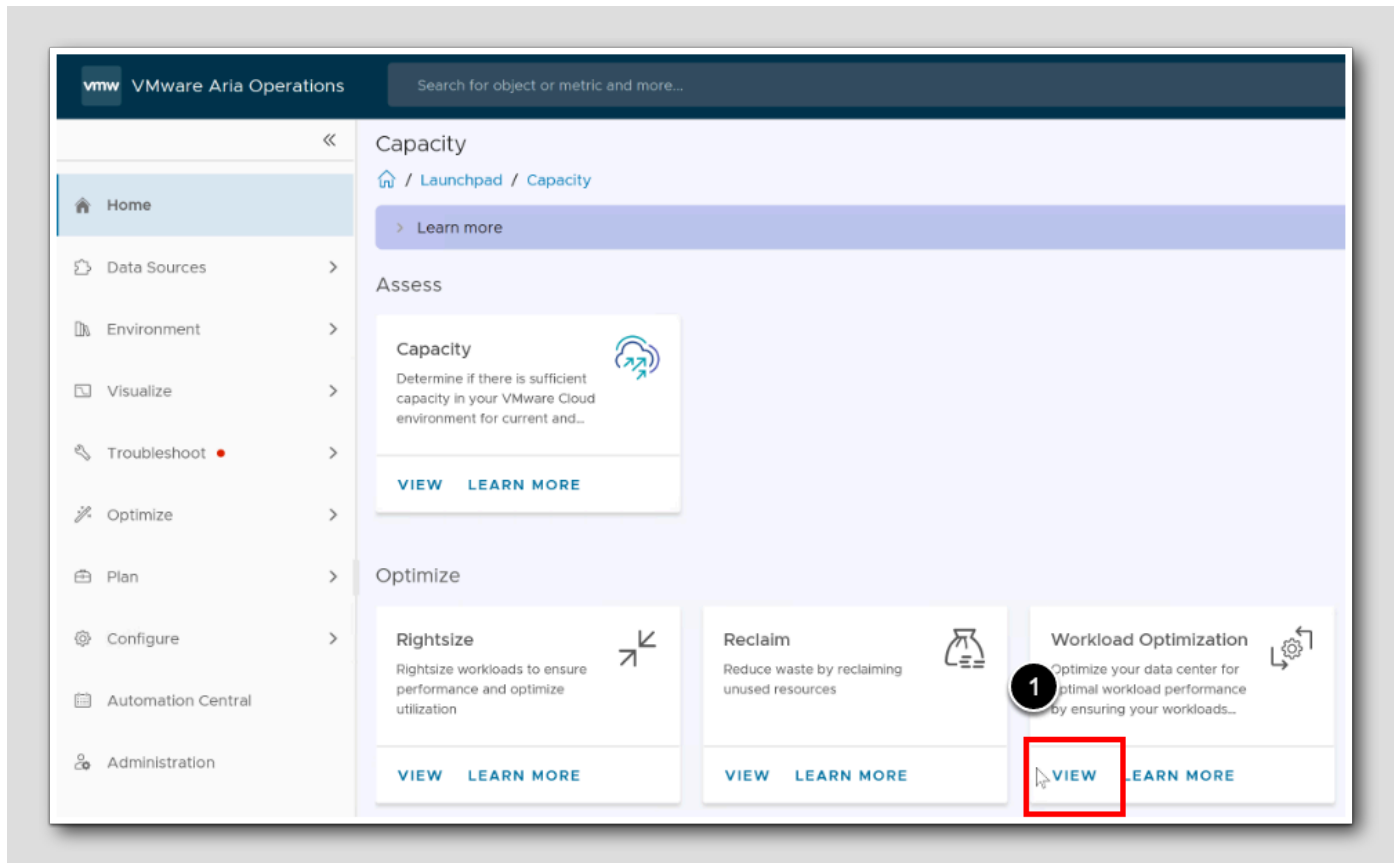 vmw VMware Aria Operations
Search for object or metric and more...
Capacity
/ Launchpad / Capacity
Learn more
Home
Data Sources
Environment
Visualize
Troubleshoot
Optimize
Plan
Configure
Automation Central
Administration
Assess
Capacity
Determine if there is sufficient
capacity in your VMware Cloud
environment for current and...
VIEW LEARN MORE
Optimize
Rightsize
Rightsize workloads to ensure
performance and optimize
utilization
VIEW LEARN MORE
Reclaim
Reduce waste by reclaiming
unused resources
VIEW LEARN MORE
Workload Optimization
Optimize your data center for
optimal workload performance
by ensuring your workloads...
1
VIEW LEARN MORE